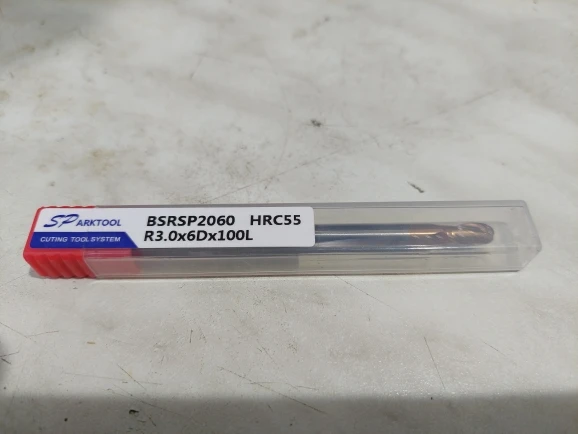 SPARKTOOL
CUTING TOOL SYSTEM
BSRSP2060 HRC55
R3.0x6Dx100L